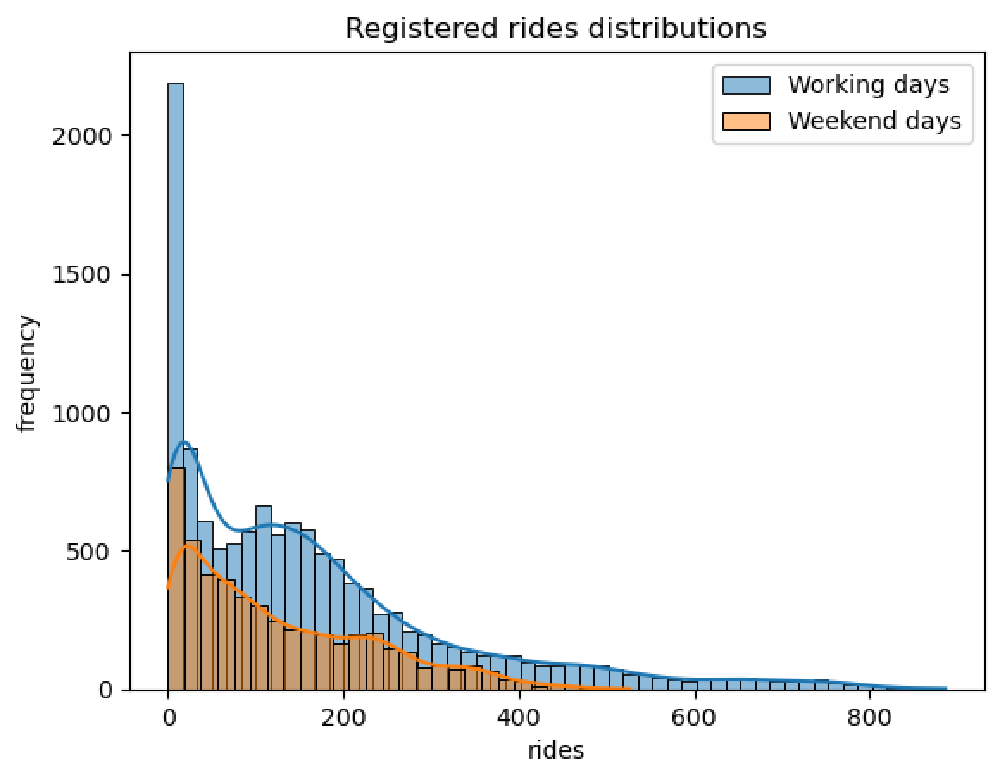 Registered rides distributions
Working days
Weekend days
frequency
2000
1500
1000
500
0
0 200 400 600 800
rides